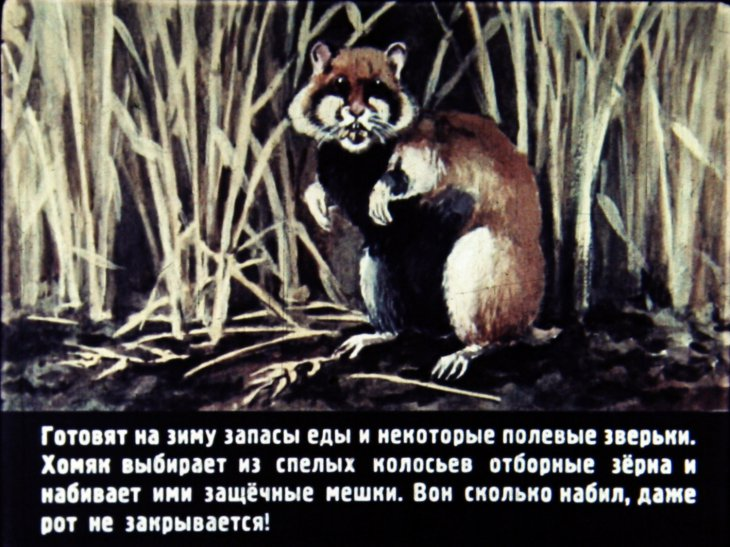 Готовят на зиму запасы еды и некоторые полевые зверьки.
Хомяк выбирает из спелых колосьев отборные зёрна и
набивает ими защёчные мешки. Вон сколько набил, даже
рот не закрывается!